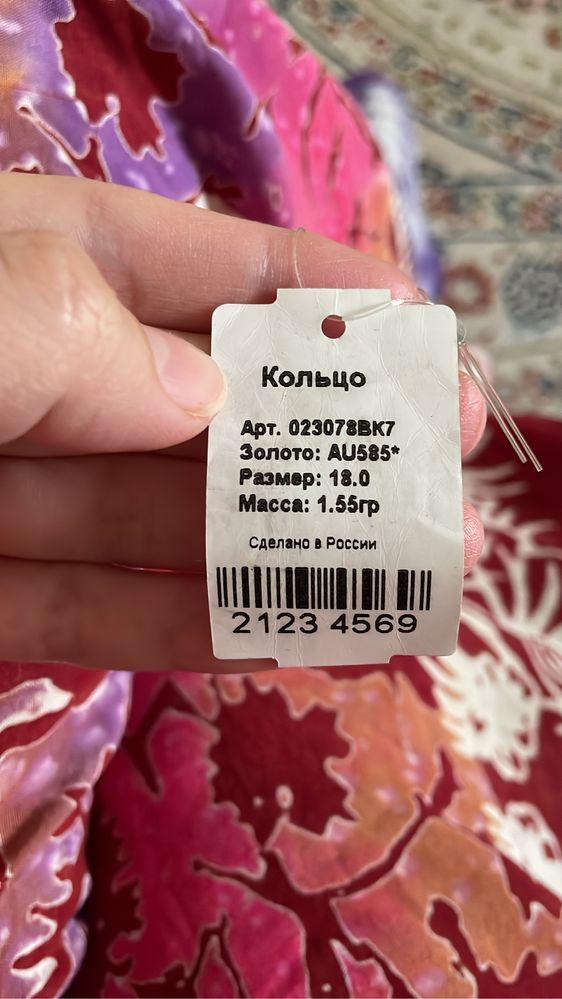 Кольцо
Арт. 023078ВК7
Золото: AU585*
Размер: 18.0
Масса: 1.55гр
Сделано в России
2123 4569